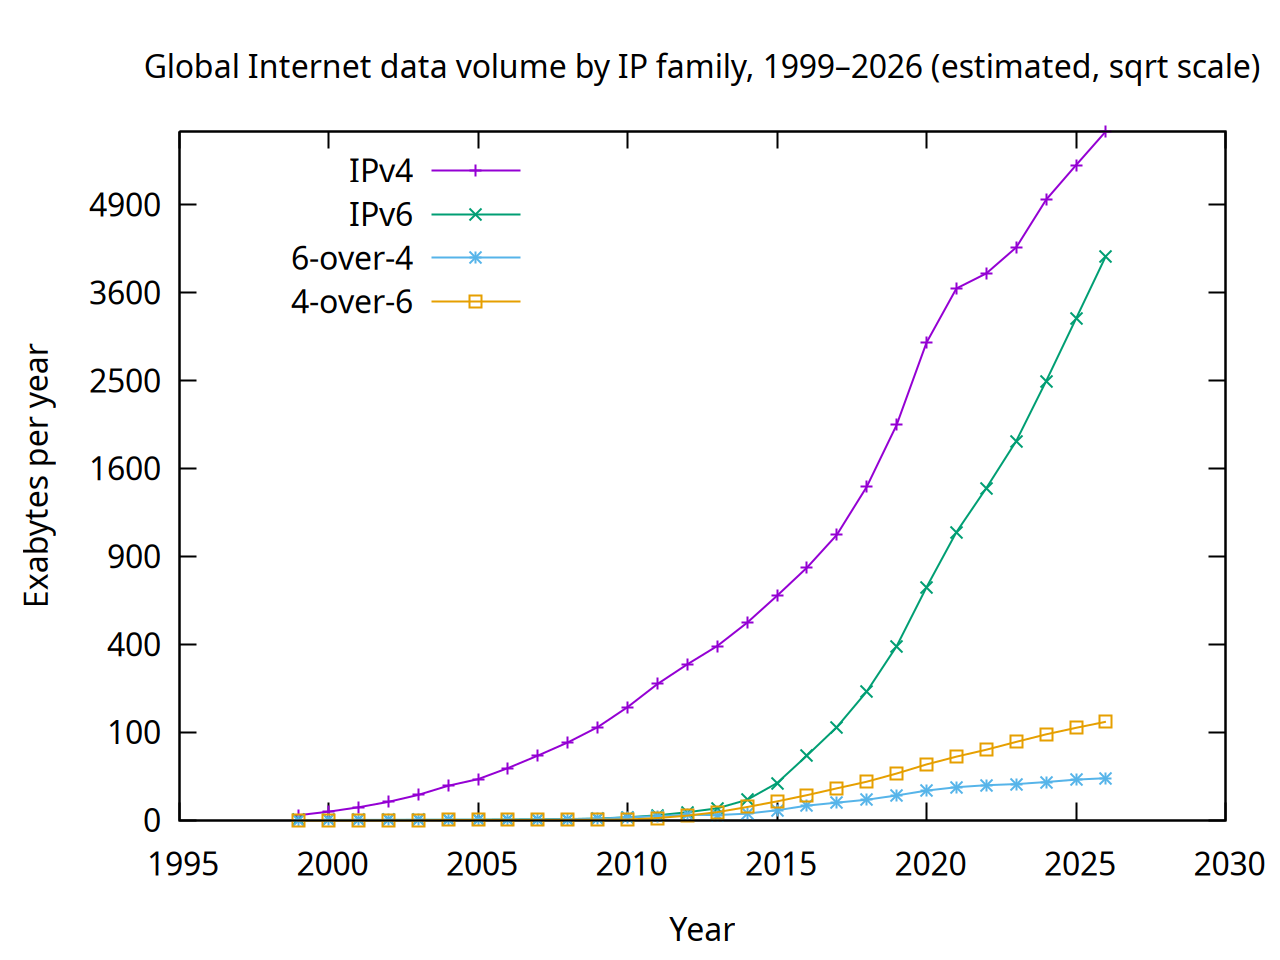 Global Internet data volume by IP family, 1999–2026 (estimated, sqrt scale)
IPv4
IPv6
6-over-4
4-over-6
4900
3600
2500
1600
900
400
100
0
Exabytes per year
1995 2000 2005 2010 2015 2020 2025 2030
Year